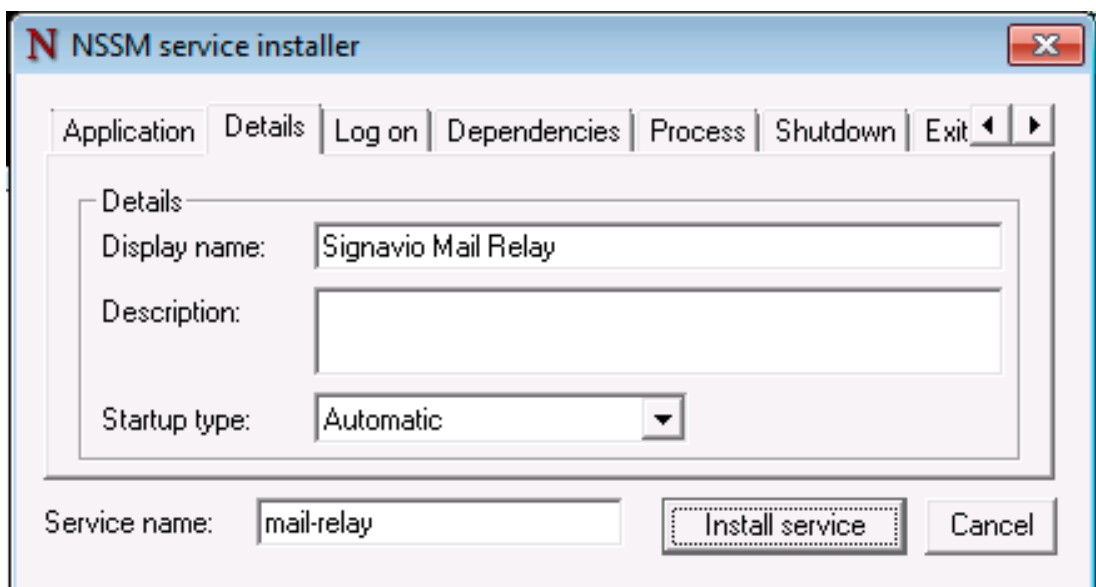 N NSSM service installer
Application Details Log on Dependencies Process Shutdown Exit
Details
Display name: Signavio Mail Relay
Description:
Startup type: Automatic
Service name: mail-relay Install service Cancel